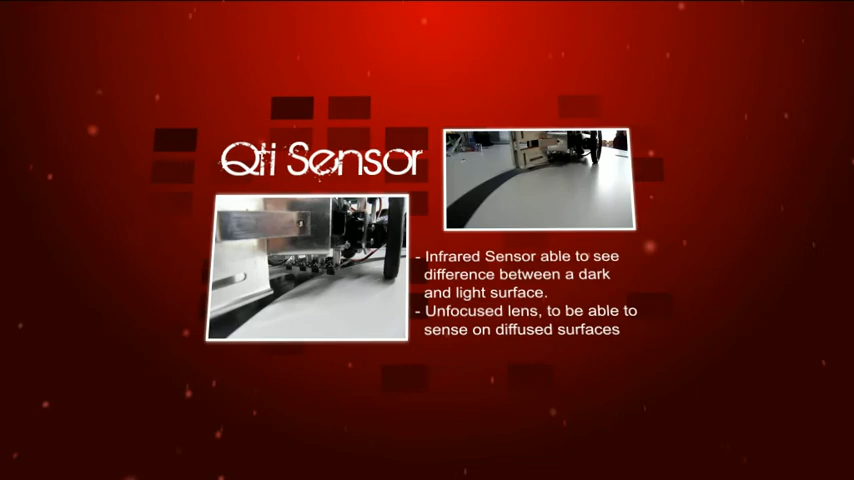 Qti Sensor
- Infrared Sensor able to see
difference between a dark
and light surface.
- Unfocused lens, to be able to
sense on diffused surfaces